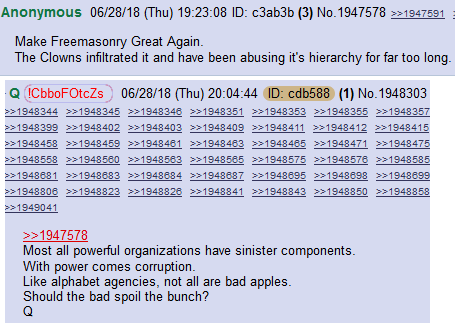 Anonymous 06/28/18 (Thu) 19:23:08 ID: c3ab3b (3) No.1947578 >>1947591
Make Freemasonry Great Again.
The Clowns infiltrated it and have been abusing it's hierarchy for far too long.
Q !CbboFOtcZs 06/28/18 (Thu) 20:04:44 ID: cdb588 (1) No.1948303
>>1948344 >>1948345 >>1948346 >>1948351 >>1948353 >>1948355 >>1948357
>>1948399 >>1948402 >>1948403 >>1948409 >>1948411 >>1948412 >>1948415
>>1948458 >>1948459 >>1948461 >>1948463 >>1948465 >>1948471 >>1948475
>>1948558 >>1948560 >>1948563 >>1948565 >>1948575 >>1948576 >>1948585
>>1948681 >>1948683 >>1948684 >>1948687 >>1948695 >>1948698 >>1948699
>>1948806 >>1948823 >>1948826 >>1948841 >>1948843 >>1948850 >>1948858
>>1949041
>>1947578
Most all powerful organizations have sinister components.
With power comes corruption.
Like alphabet agencies, not all are bad apples.
Should the bad spoil the bunch?
Q